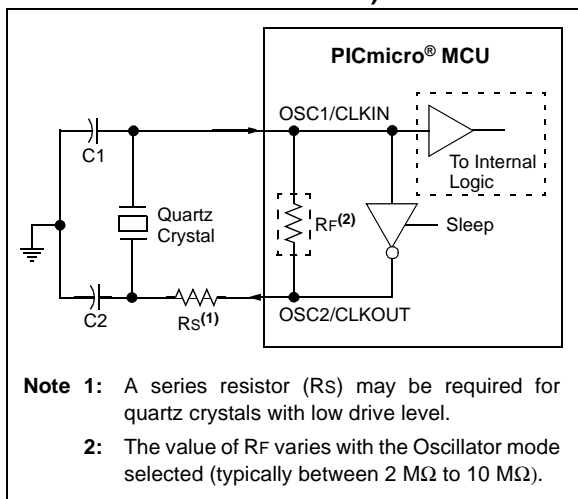 PICmicro® MCU
OSC1/CLKIN
C1
To Internal
Logic
Quartz
Crystal
RF(2)
Sleep
C2
RS(1)
OSC2/CLKOUT
Note 1: A series resistor (RS) may be required for
quartz crystals with low drive level.
2: The value of RF varies with the Oscillator mode
selected (typically between 2 MΩ to 10 MΩ).